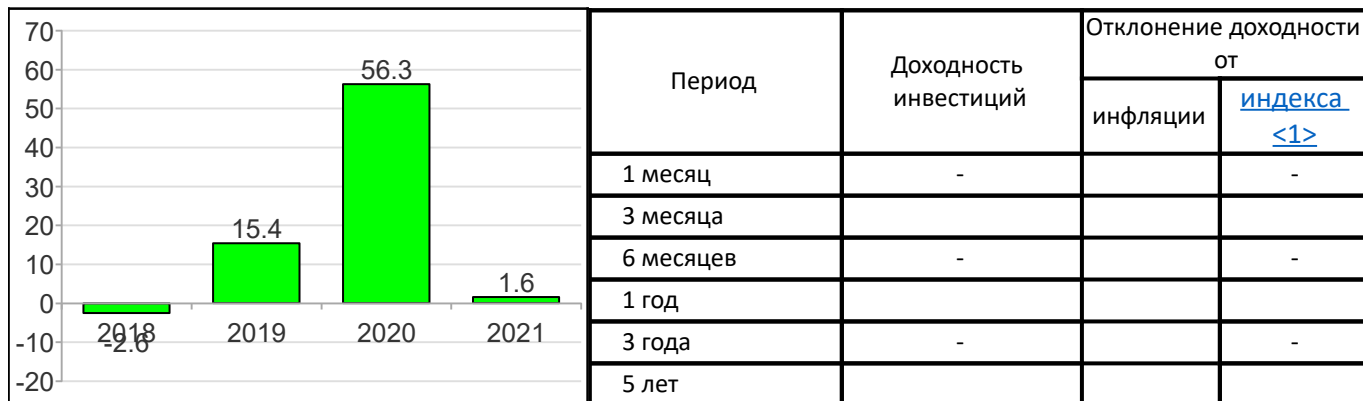 70
60
50
40
30
20
10
0
-10
-20
-2.6
15.4
56.3
1.6
2018
2019
2020
2021
Период
Доходность
инвестиций
Отклонение доходности
от
инфляции
индекса
<1>
1 месяц - -
3 месяца
6 месяцев - -
1 год
3 года - -
5 лет